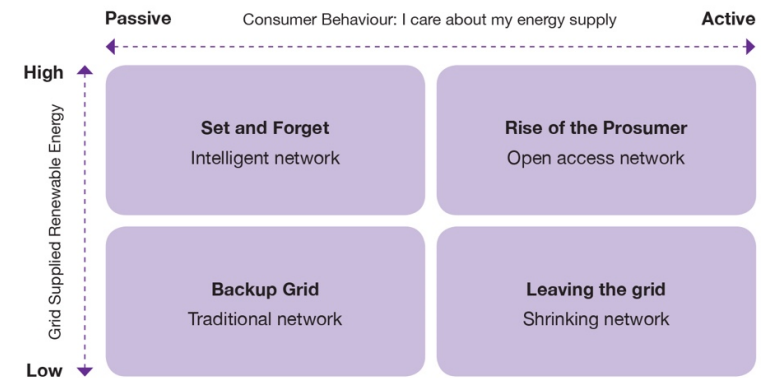 Passive
Consumer Behaviour: I care about my energy supply
Active
High
Grid Supplied Renewable Energy
Low
Set and Forget
Intelligent network
Rise of the Prosumer
Open access network
Backup Grid
Traditional network
Leaving the grid
Shrinking network